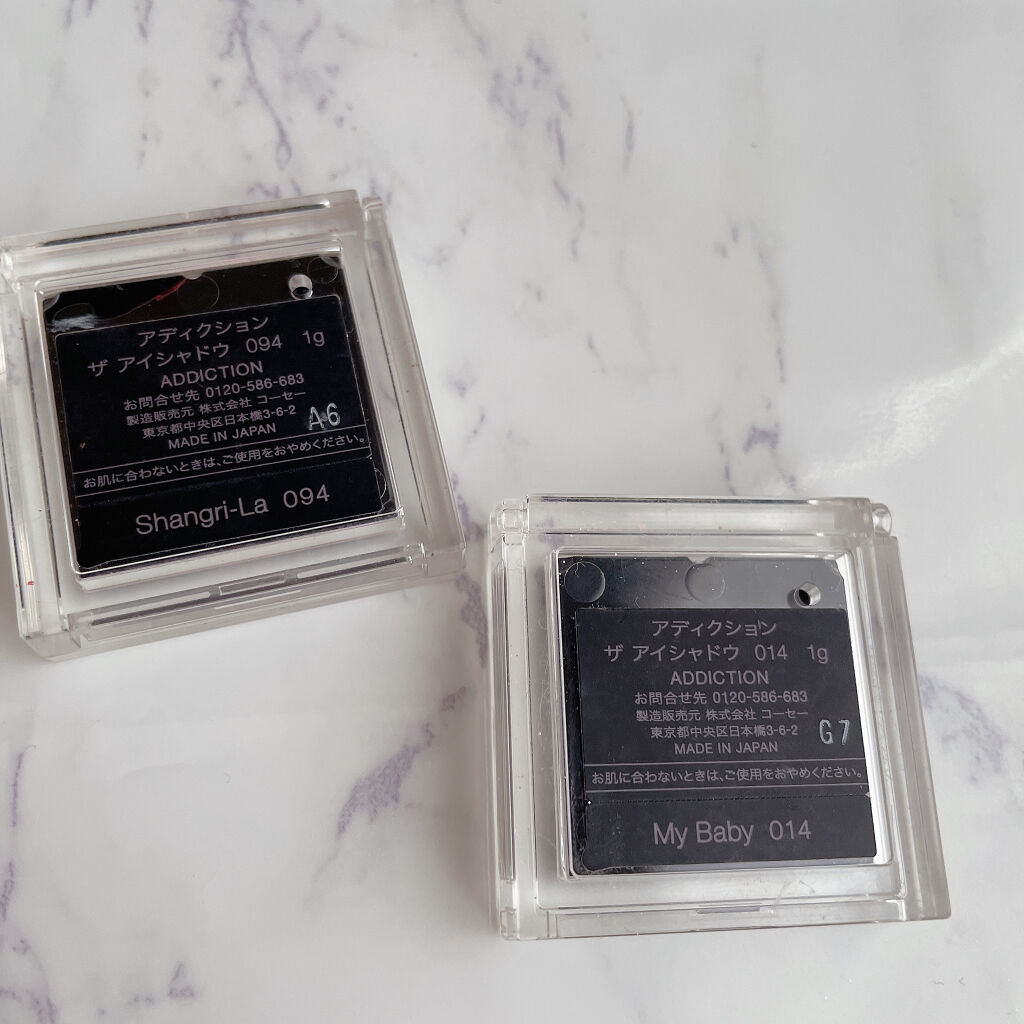 アディクション
ザ アイシャドウ 094 1g
ADDICTION
お問合せ先 0120-586-683
製造販売元 株式会社 コーセー
東京都中央区日本橋3-6-2
MADE IN JAPAN
A6
お肌に合わないときは、ご使用をおやめください。
Shangri-La 094
アディクション
ザ アイシャドウ 014 1g
ADDICTION
お問合せ先 0120-586-683
製造販売元 株式会社 コーセー
東京都中央区日本橋3-6-2
MADE IN JAPAN
G7
お肌に合わないときは、ご使用をおやめください。
My Baby 014